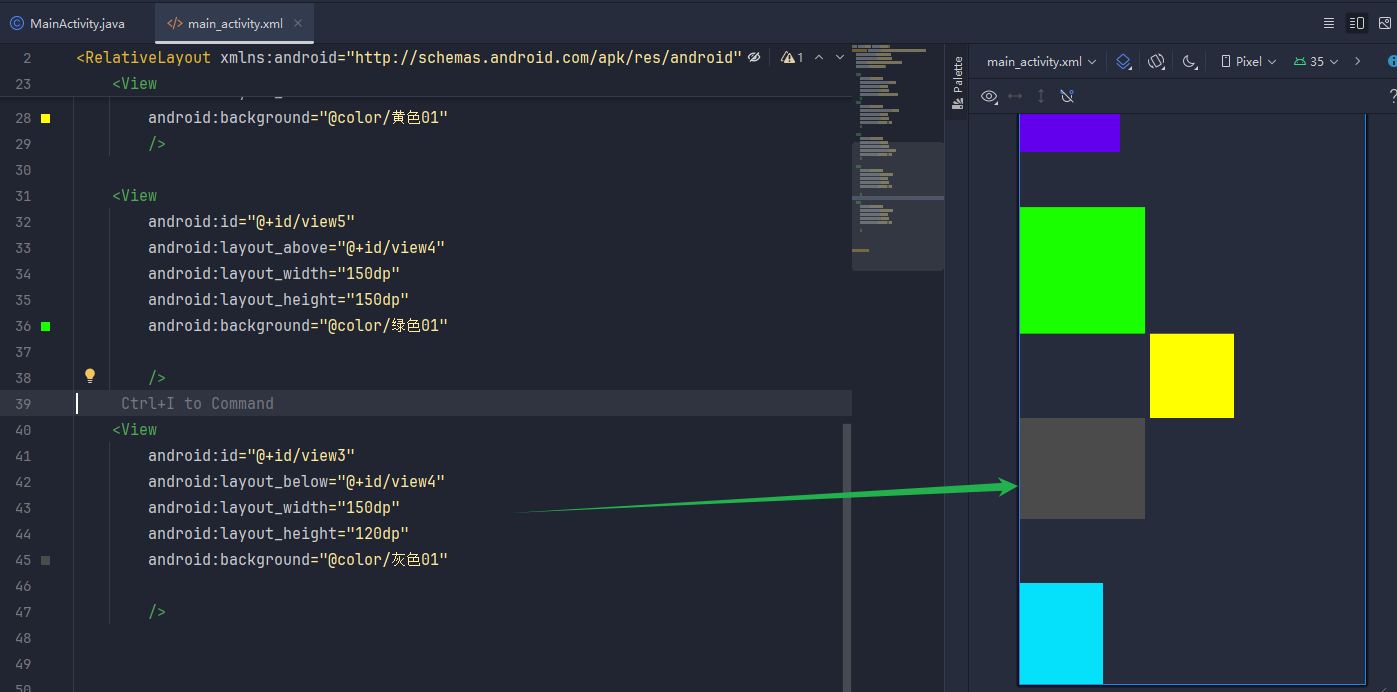 MainActivity.java
main_activity.xml
2 <RelativeLayout xmlns:android="http://schemas.android.com/apk/res/android"
1
23 <View
28 android:background="@color/黄色01"
29 />
30
31 <View
32 android:id="@+id/view5"
33 android:layout_above="@+id/view4"
34 android:layout_width="150dp"
35 android:layout_height="150dp"
36 android:background="@color/绿色01"
37
38 />
39 Ctrl+I to Command
40 <View
41 android:id="@+id/view3"
42 android:layout_below="@+id/view4"
43 android:layout_width="150dp"
44 android:layout_height="120dp"
45 android:background="@color/灰色01"
46
47 />
48
49
50
Palette
main_activity.xml
Pixel
35
?